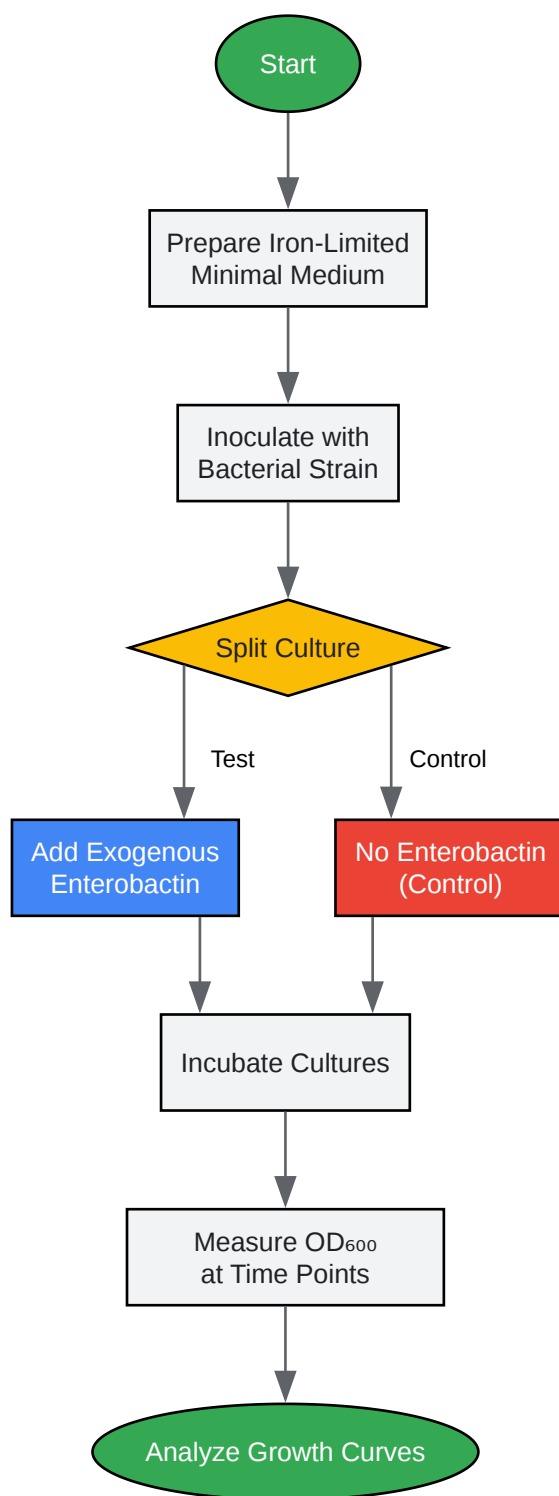 Start
Prepare Iron-Limited
Minimal Medium
Inoculate with
Bacterial Strain
Split Culture
Test
Control
Add Exogenous
Enterobactin
No Enterobactin
(Control)
Incubate Cultures
Measure OD₆₀₀
at Time Points
Analyze Growth Curves